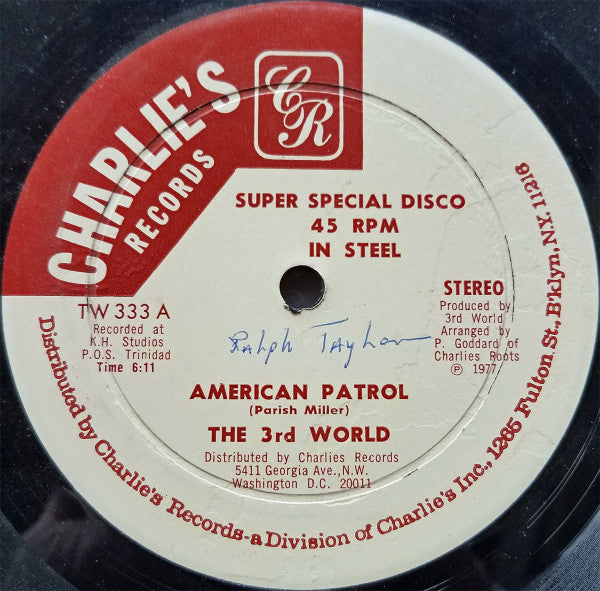 CHARLIE'S
RECORDS
CR
SUPER SPECIAL DISCO
45 RPM
IN STEEL
TW 333 A
Recorded at
K.H. Studios
P.O.S. Trinidad
Time 6:11
STEREO
Produced by
3rd World
Arranged by
P. Goddard of
Charlies Roots
℗ 1977
Ralph Taylor
AMERICAN PATROL
(Parish Miller)
THE 3rd WORLD
Distributed by Charlies Records
5411 Georgia Ave., N.W.
Washington D.C. 20011
Distributed by Charlie's Records-a Division of Charlie's Inc., 1285 Fulton St., B'klyn, N.Y. 11216